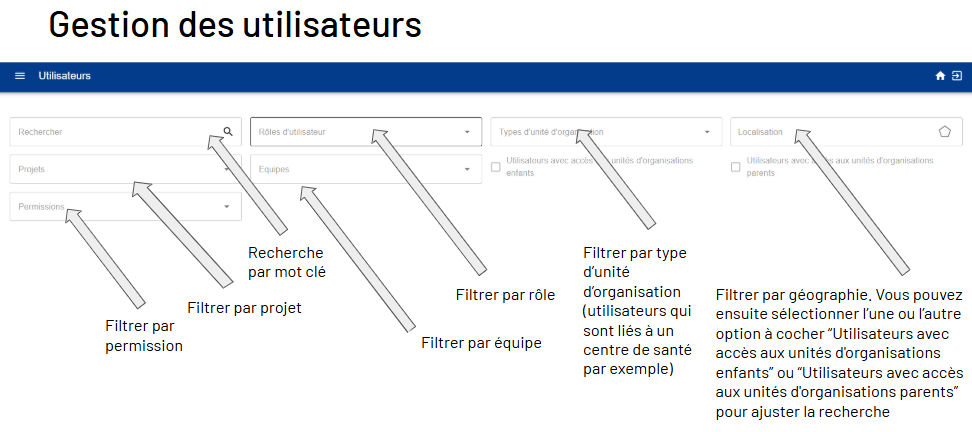 Gestion des utilisateurs
Utilisateurs
Rechercher
Rôles d'utilisateur
Types d'unité d'organisation
Localisation
Projets
Equipes
Utilisateurs avec accès unités d'organisations
enfants
Utilisateurs avec aux unités d'organisations
parents
Permissions
Recherche
par mot clé
Filtrer par projet
Filtrer par
permission
Filtrer par rôle
Filtrer par équipe
Filtrer par type
d'unité
d'organisation
(utilisateurs qui
sont liés à un
centre de santé
par exemple)
Filtrer par géographie. Vous pouvez
ensuite sélectionner l'une ou l'autre
option à cocher “Utilisateurs avec
accès aux unités d'organisations
enfants” ou “Utilisateurs avec accès
aux unités d'organisations parents”
pour ajuster la recherche